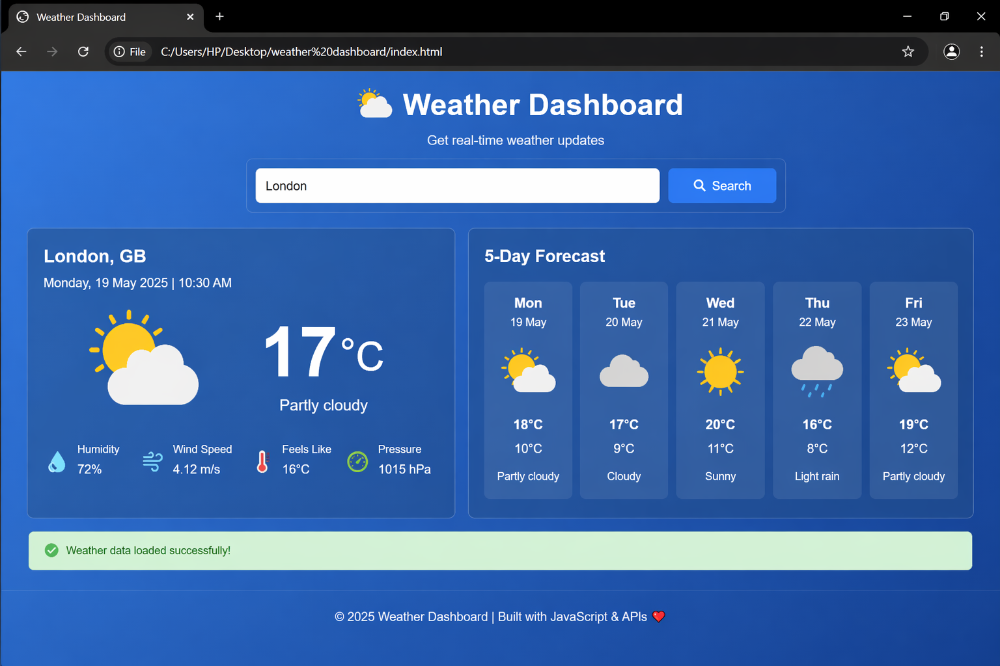 Weather Dashboard
File C:/Users/HP/Desktop/weather%20dashboard/index.html
Weather Dashboard
Get real-time weather updates
London
Search
London, GB
Monday, 19 May 2025 | 10:30 AM
17°C
Partly cloudy
Humidity
72%
Wind Speed
4.12 m/s
Feels Like
16°C
Pressure
1015 hPa
5-Day Forecast
Mon
19 May
18°C
10°C
Partly cloudy
Tue
20 May
17°C
9°C
Cloudy
Wed
21 May
20°C
11°C
Sunny
Thu
22 May
16°C
8°C
Light rain
Fri
23 May
19°C
12°C
Partly cloudy
Weather data loaded successfully!
© 2025 Weather Dashboard | Built with JavaScript & APIs ❤️